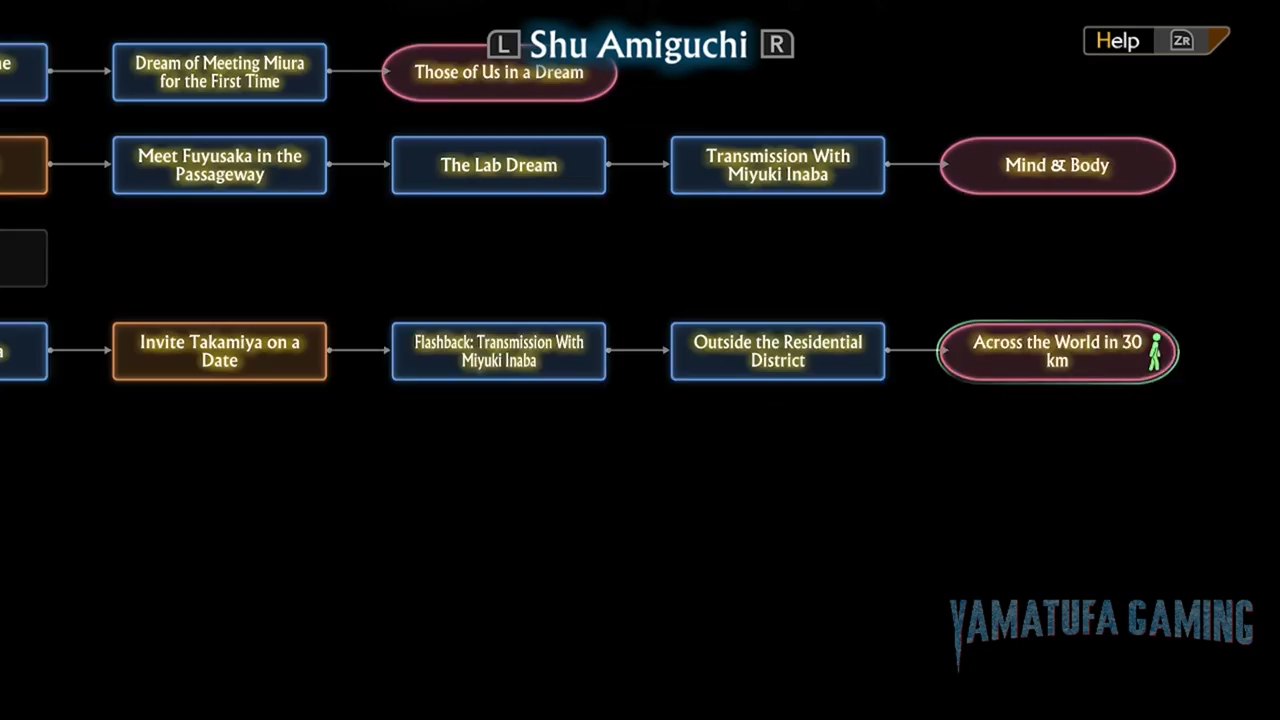 L Shu Amiguchi R
Help ZR
Dream of Meeting Miura
for the First Time
Those of Us in a Dream
Meet Fuyusaka in the
Passageway
The Lab Dream
Transmission With
Miyuki Inaba
Mind & Body
Invite Takamiya on a
Date
Flashback: Transmission With
Miyuki Inaba
Outside the Residential
District
Across the World in 30
km
YAMATUFA GAMING